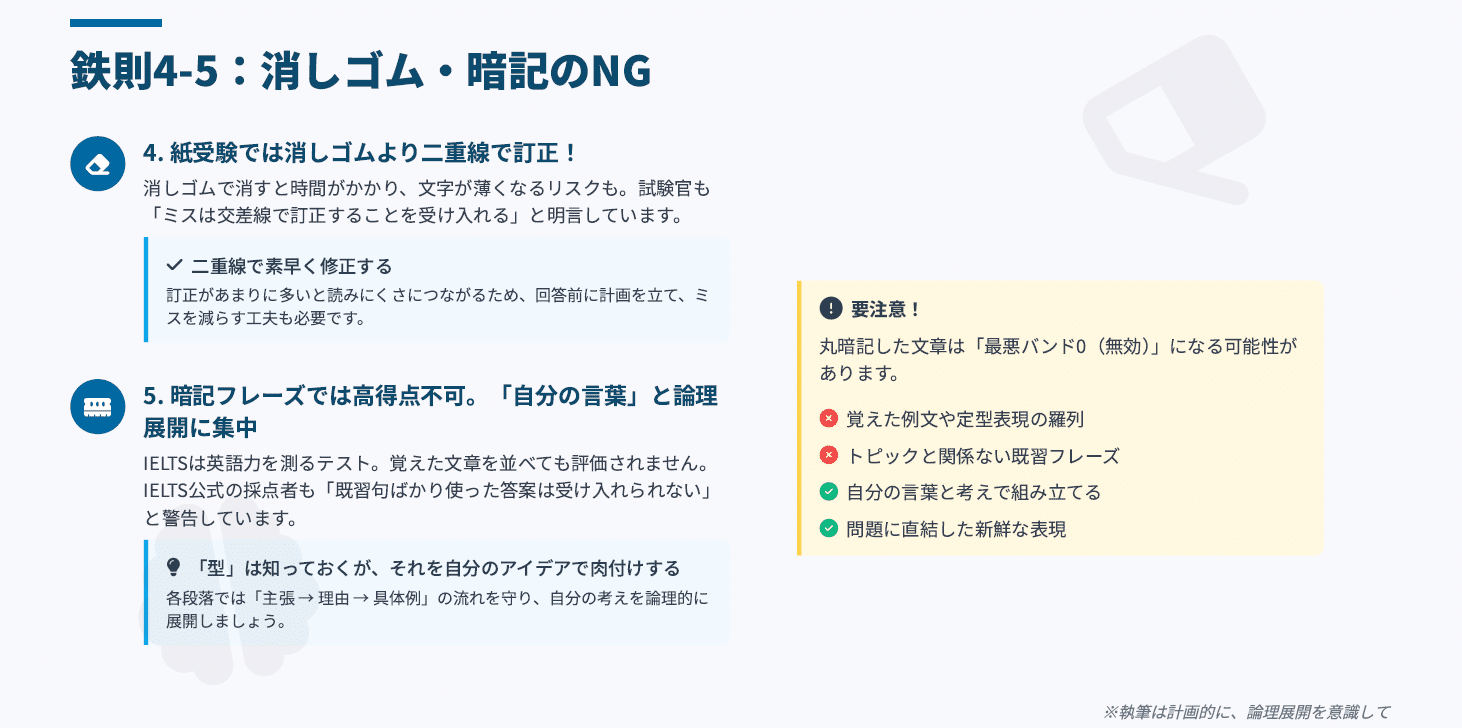 鉄則4-5：消しゴム・暗記のNG
4. 紙受験では消しゴムより二重線で訂正！
消しゴムで消すと時間がかかり、文字が薄くなるリスクも。試験官も
「ミスは交差線で訂正することを受け入れる」と明言しています。
二重線で素早く修正する
訂正があまりに多いと読みにくさにつながるため、回答前に計画を立て、ミ
スを減らす工夫も必要です。
5. 暗記フレーズでは高得点不可。「自分の言葉」と論理
展開に集中
IELTSは英語力を測るテスト。覚えた文章を並べても評価されません。
IELTS公式の採点者も「既習句ばかり使った答案は受け入れられない」
と警告しています。
「型」は知っておくが、それを自分のアイデアで肉付けする
各段落では「主張 → 理由 → 具体例」の流れを守り、自分の考えを論理的に
展開しましょう。
要注意！
丸暗記した文章は「最悪バンド0（無効）」になる可能性が
あります。
覚えた例文や定型表現の羅列
トピックと関係ない既習フレーズ
自分の言葉と考えで組み立てる
問題に直結した新鮮な表現
※執筆は計画的に、論理展開を意識して